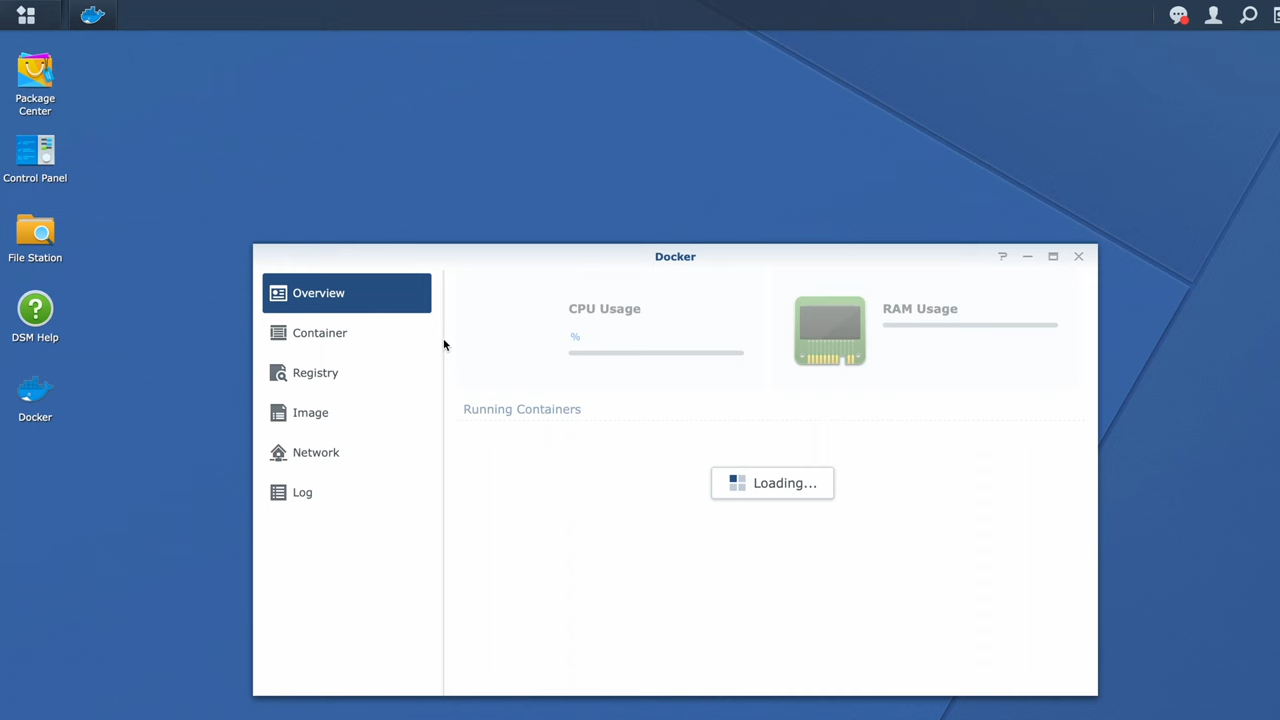 Package
Center
Control Panel
File Station
DSM Help
Docker
Docker
Overview
Container
Registry
Image
Network
Log
CPU Usage
%
RAM Usage
Running Containers
Loading...